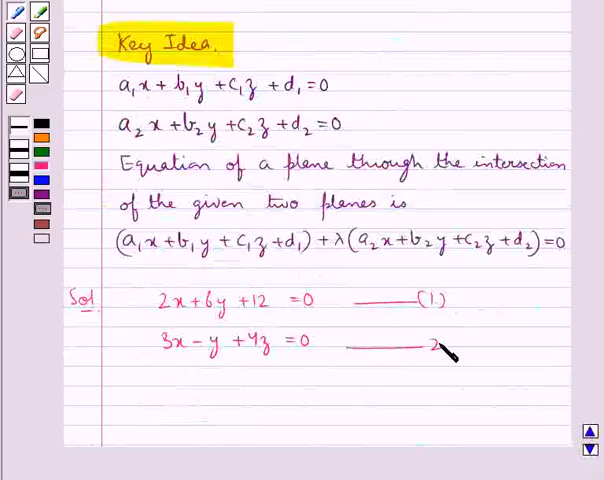 Key Idea.
a₁x + b₁y + c₁z + d₁ = 0
a₂x + b₂y + c₂z + d₂ = 0
Equation of a plane through the intersection
of the given two planes is
(a₁x + b₁y + c₁z + d₁) + λ(a₂x + b₂y + c₂z + d₂) = 0
Sol 2x + 6y + 12 = 0 ———(1)
3x - y + 4z = 0 ——— 2